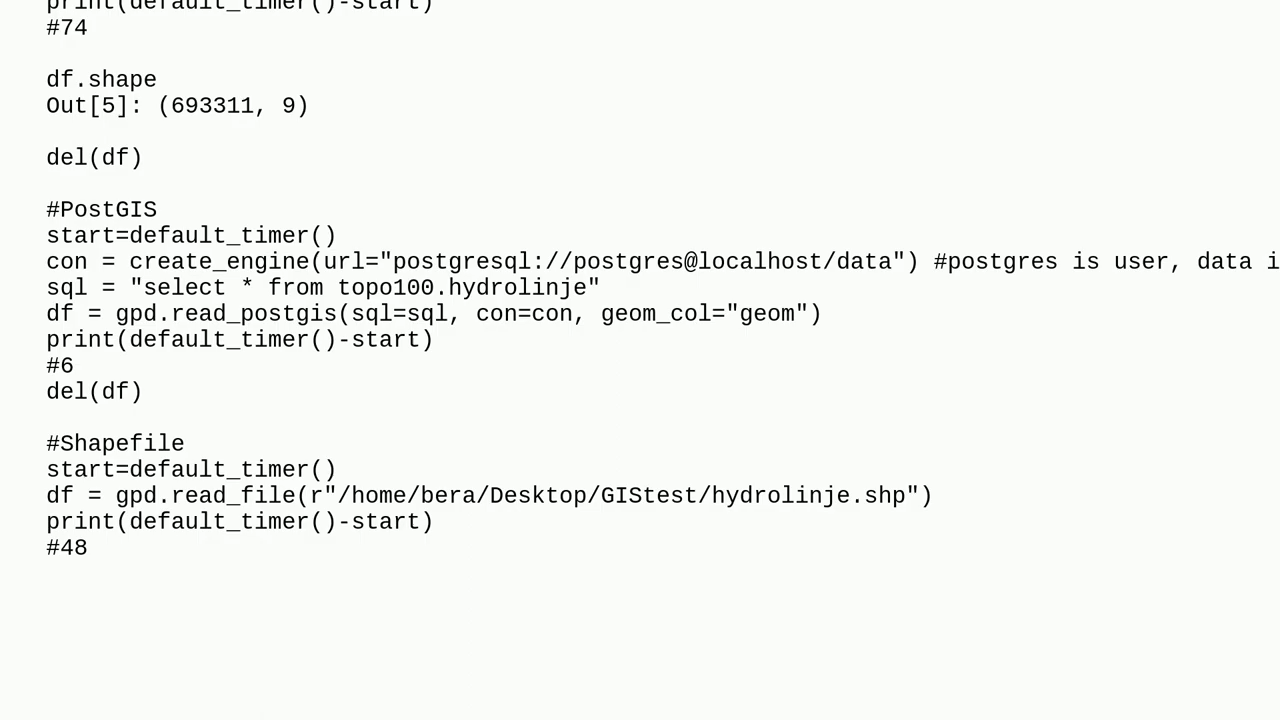 print(default_timer()-start)
#74
df.shape
Out[5]: (693311, 9)
del(df)
#PostGIS
start=default_timer()
con = create_engine(url="postgresql://postgres@localhost/data") #postgres is user, data i
sql = "select * from topo100.hydrolinje"
df = gpd.read_postgis(sql=sql, con=con, geom_col="geom")
print(default_timer()-start)
#6
del(df)
#Shapefile
start=default_timer()
df = gpd.read_file(r"/home/bera/Desktop/GIStest/hydrolinje.shp")
print(default_timer()-start)
#48